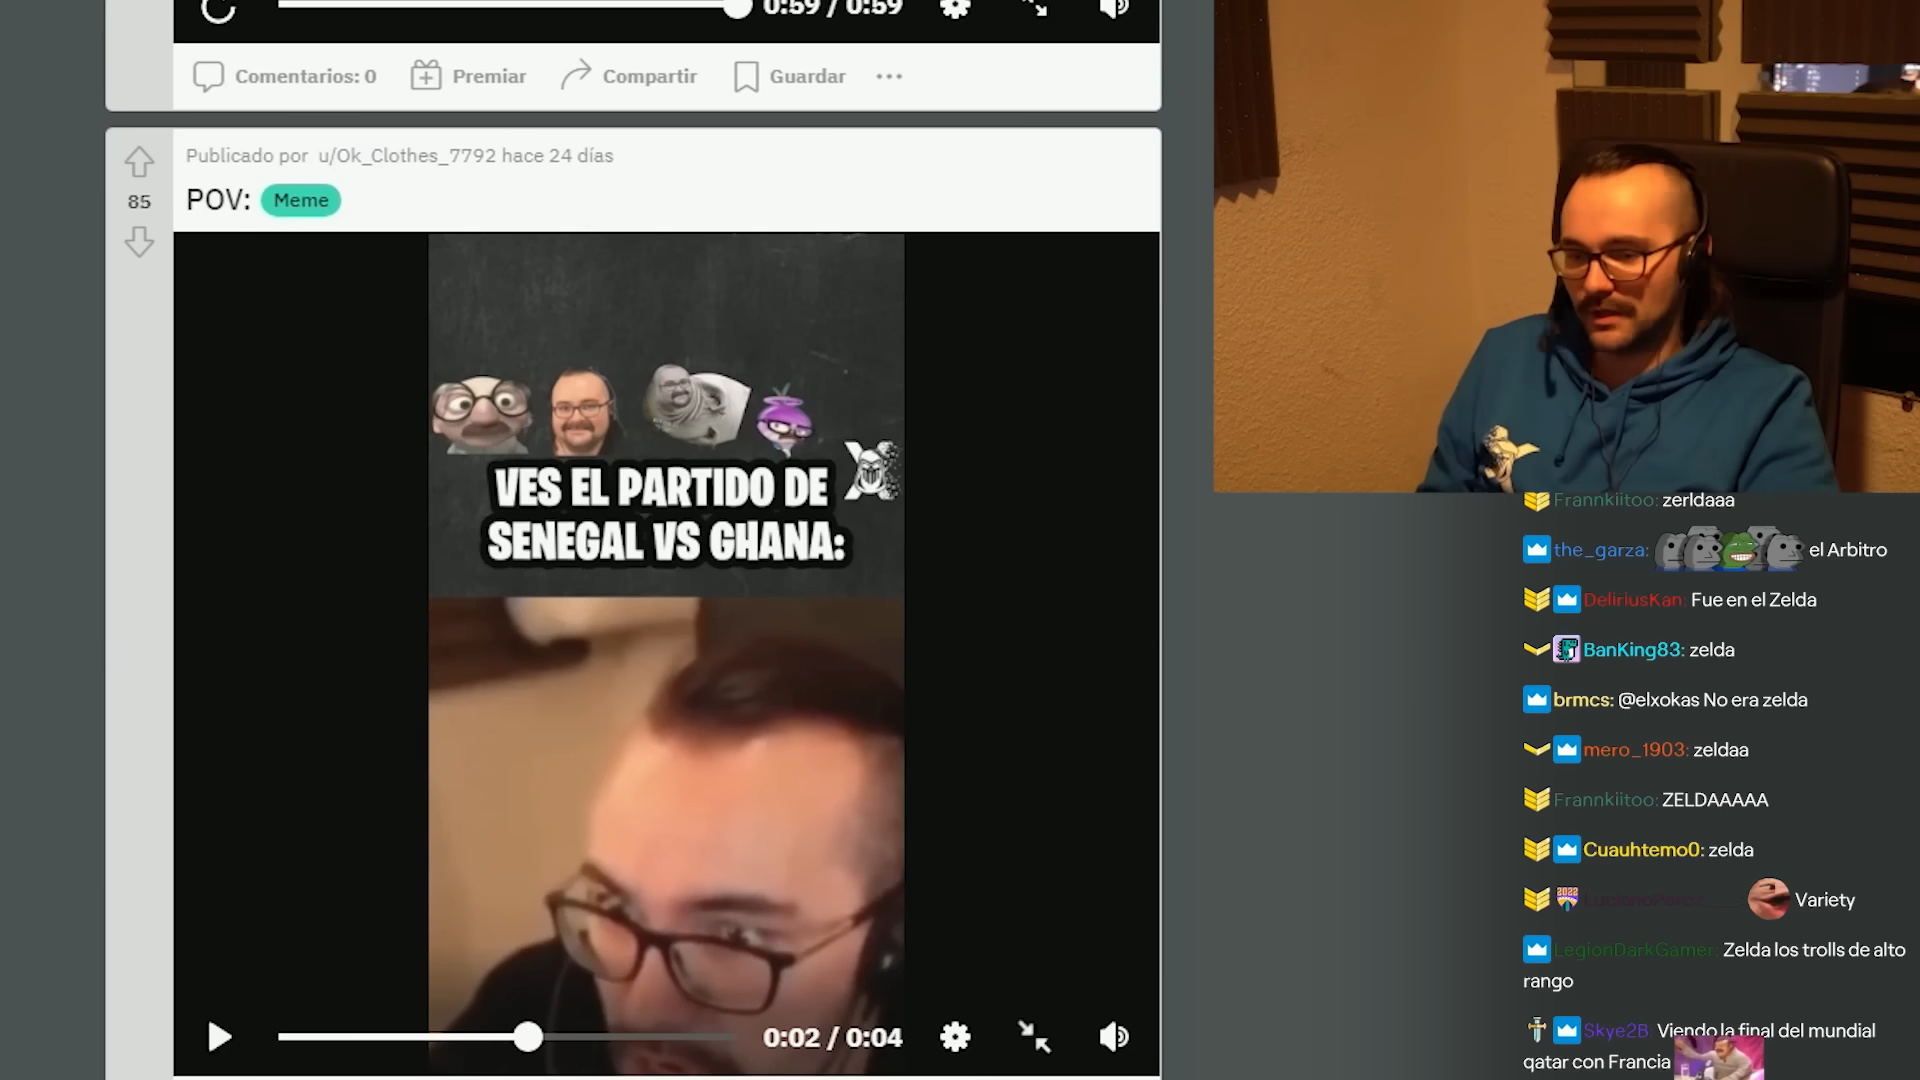 0:59 / 0:59
Comentarios: 0 Premiar Compartir Guardar
Publicado por u/Ok_Clothes_7792 hace 24 días
POV: Meme
85
VES EL PARTIDO DE
SENEGAL VS GHANA:
0:02 / 0:04
Frannkiitoo: zerldaaa
the_garza: el Arbitro
DeliriusKan: Fue en el Zelda
BanKing83: zelda
brmcs: @elxokas No era zelda
mero_1903: zeldaa
Frannkiitoo: ZELDAAAAA
Cuauhtemo0: zelda
Variety
LegionDarkGamer: Zelda los trolls de alto
rango
Skye2B: Viendo la final del mundial
qatar con Francia